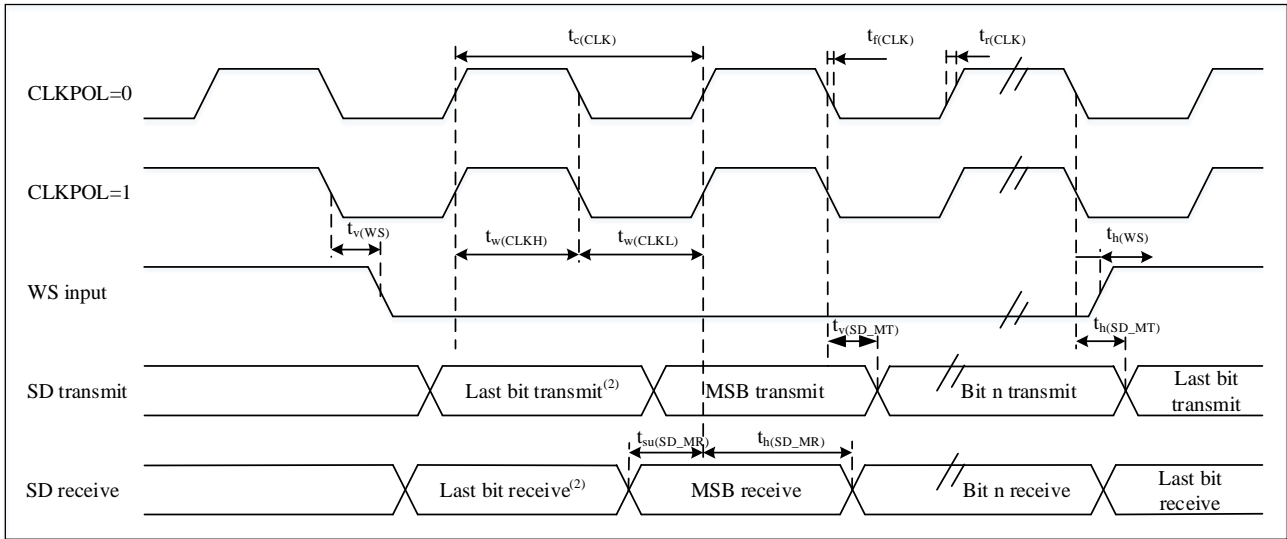 t_c(CLK)
t_f(CLK)
t_r(CLK)
CLKPOL=0
CLKPOL=1
t_v(WS)
t_w(CLKH)
t_w(CLKL)
t_h(WS)
WS input
t_v(SD_MT)
t_h(SD_MT)
SD transmit
Last bit transmit(2)
MSB transmit
Bit n transmit
Last bit
transmit
t_su(SD_MR)
t_h(SD_MR)
SD receive
Last bit receive(2)
MSB receive
Bit n receive
Last bit
receive